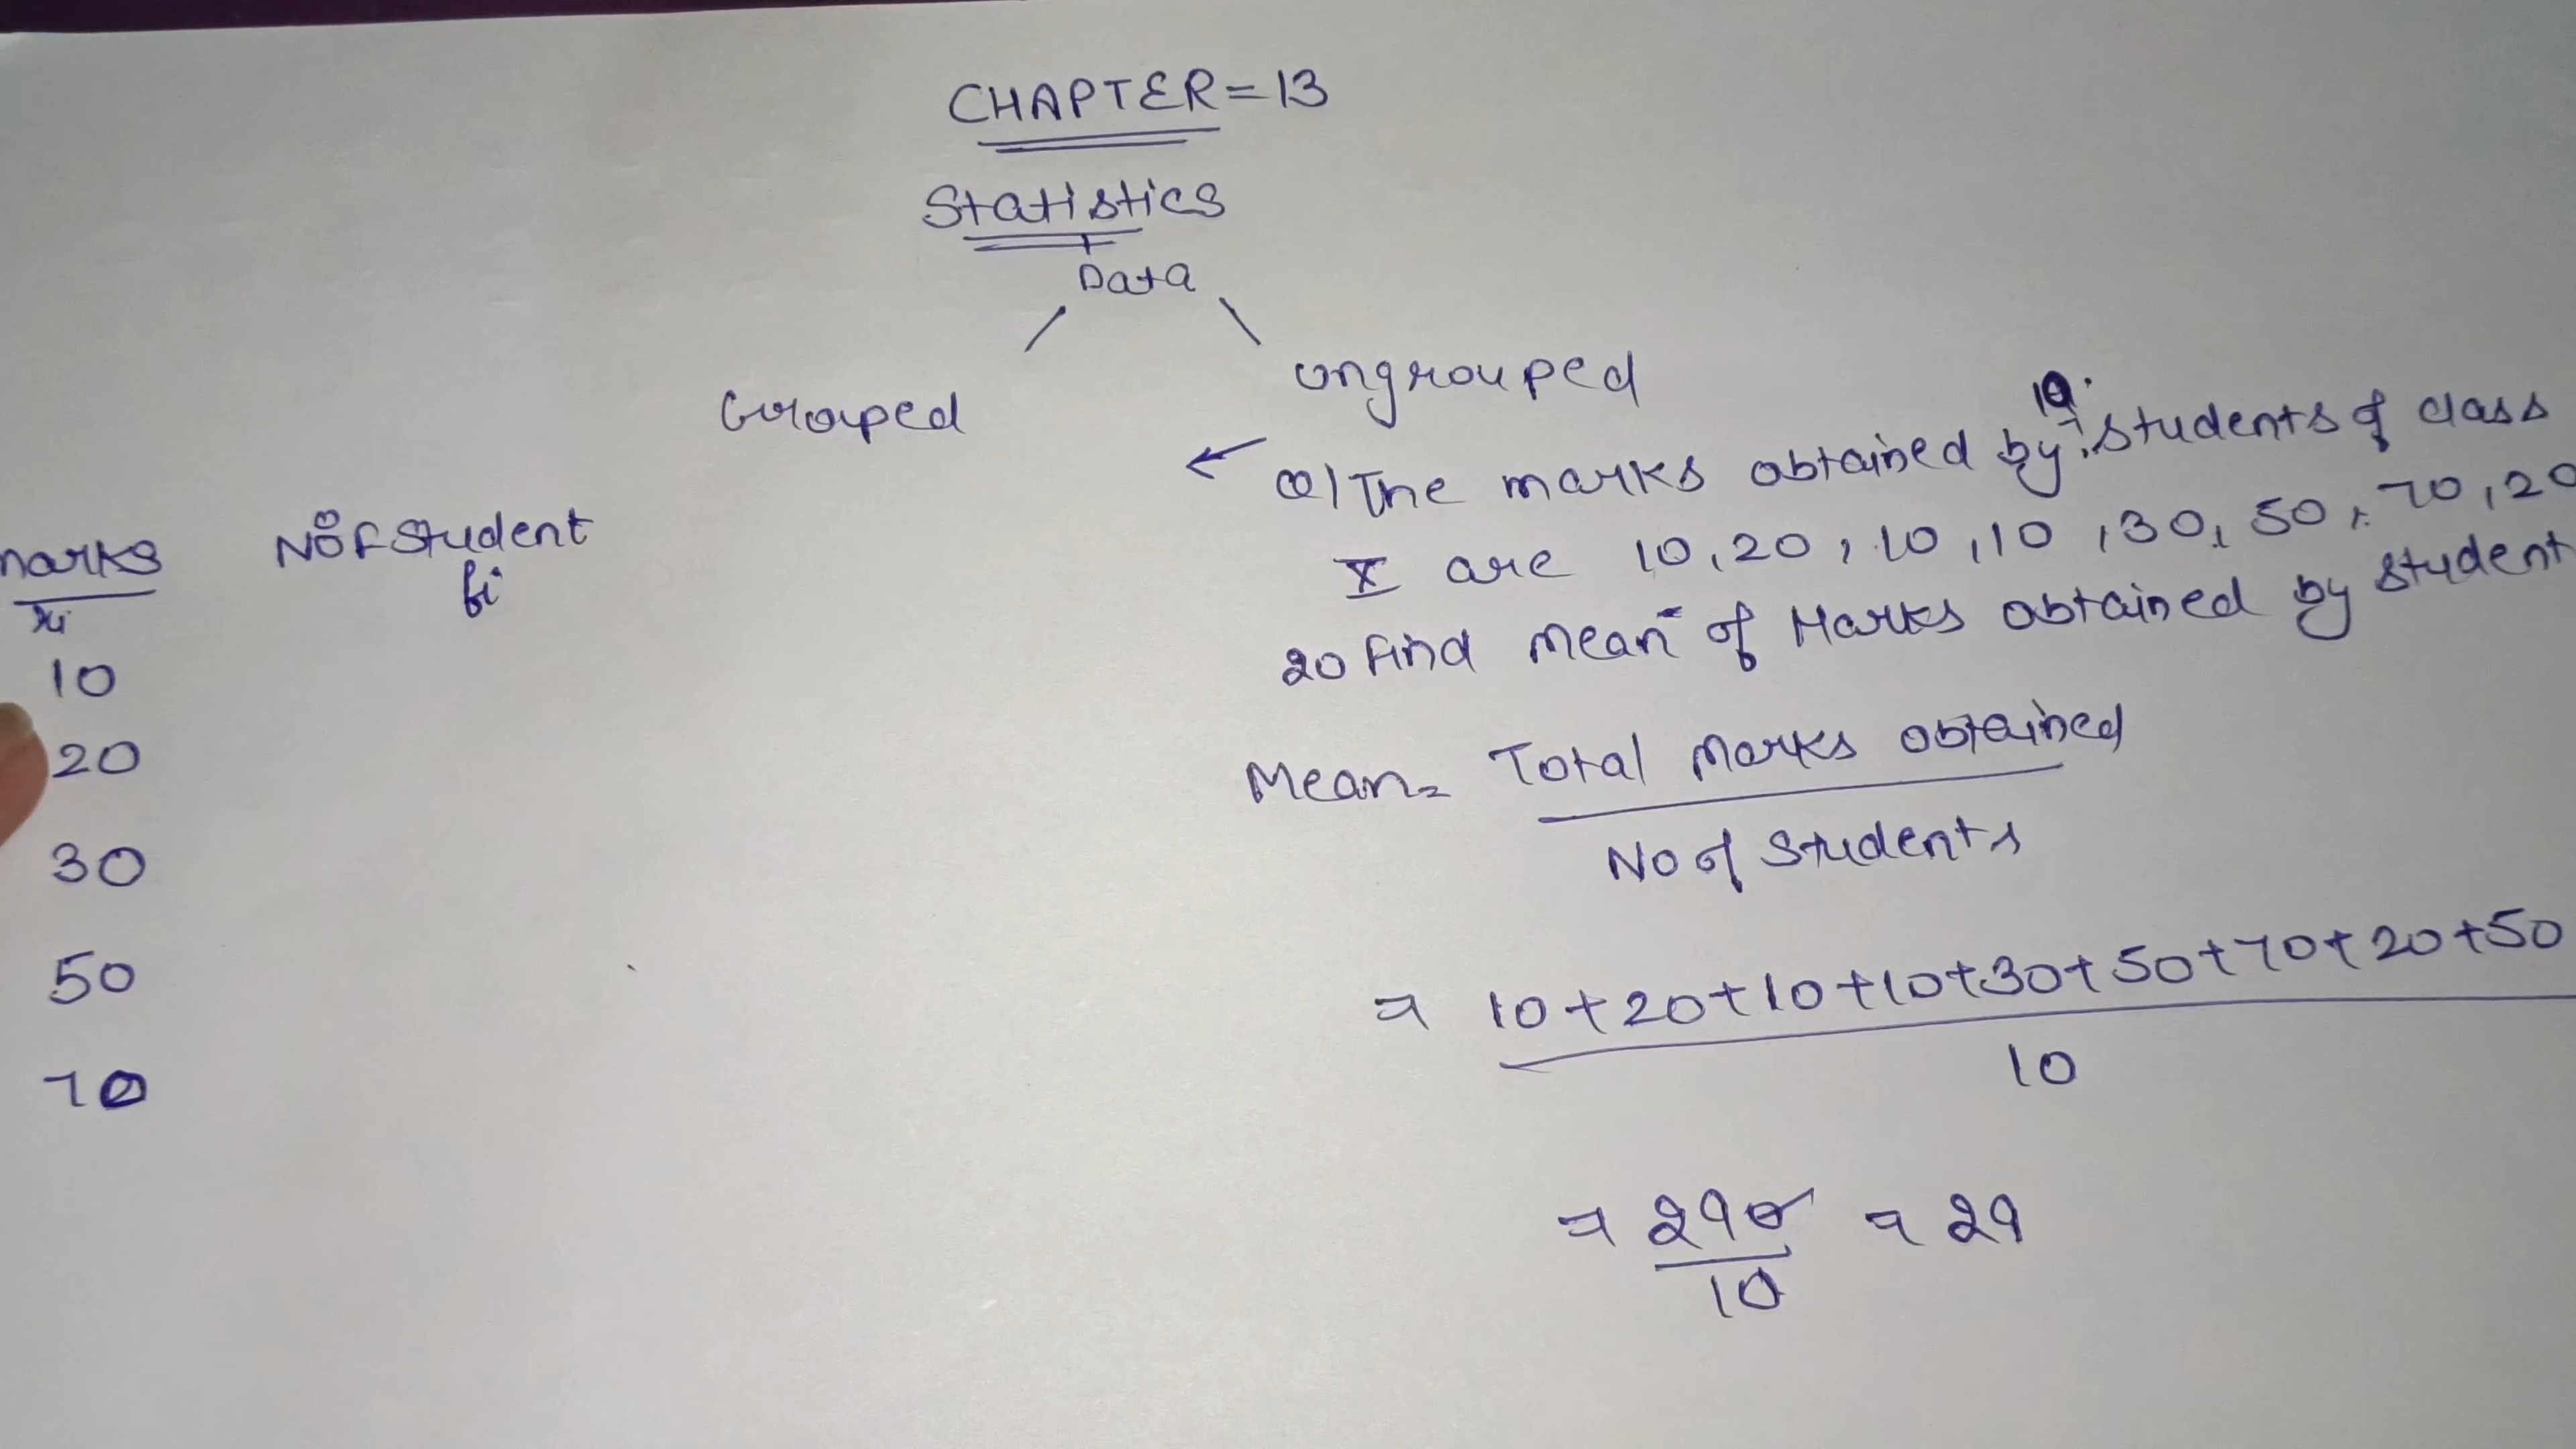 CHAPTER = 13
Statistics
Data
Grouped
ungrouped
Q) The marks obtained by 10 students of class
X are 10, 20, 10, 10, 30, 50, 70, 20
20 find mean of Marks obtained by student
Mean = Total marks obtained
No of students
= 10 + 20 + 10 + 10 + 30 + 50 + 70 + 20 + 50
10
= 290 = 29
10
marks No of student
xi fi
10
20
30
50
70